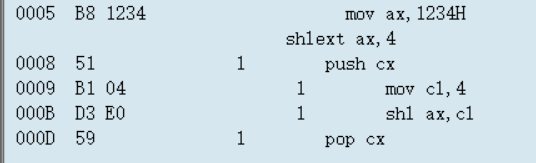 0005 B8 1234 mov ax,1234H
shlext ax,4
0008 51 1 push cx
0009 B1 04 1 mov cl,4
000B D3 E0 1 shl ax,cl
000D 59 1 pop cx